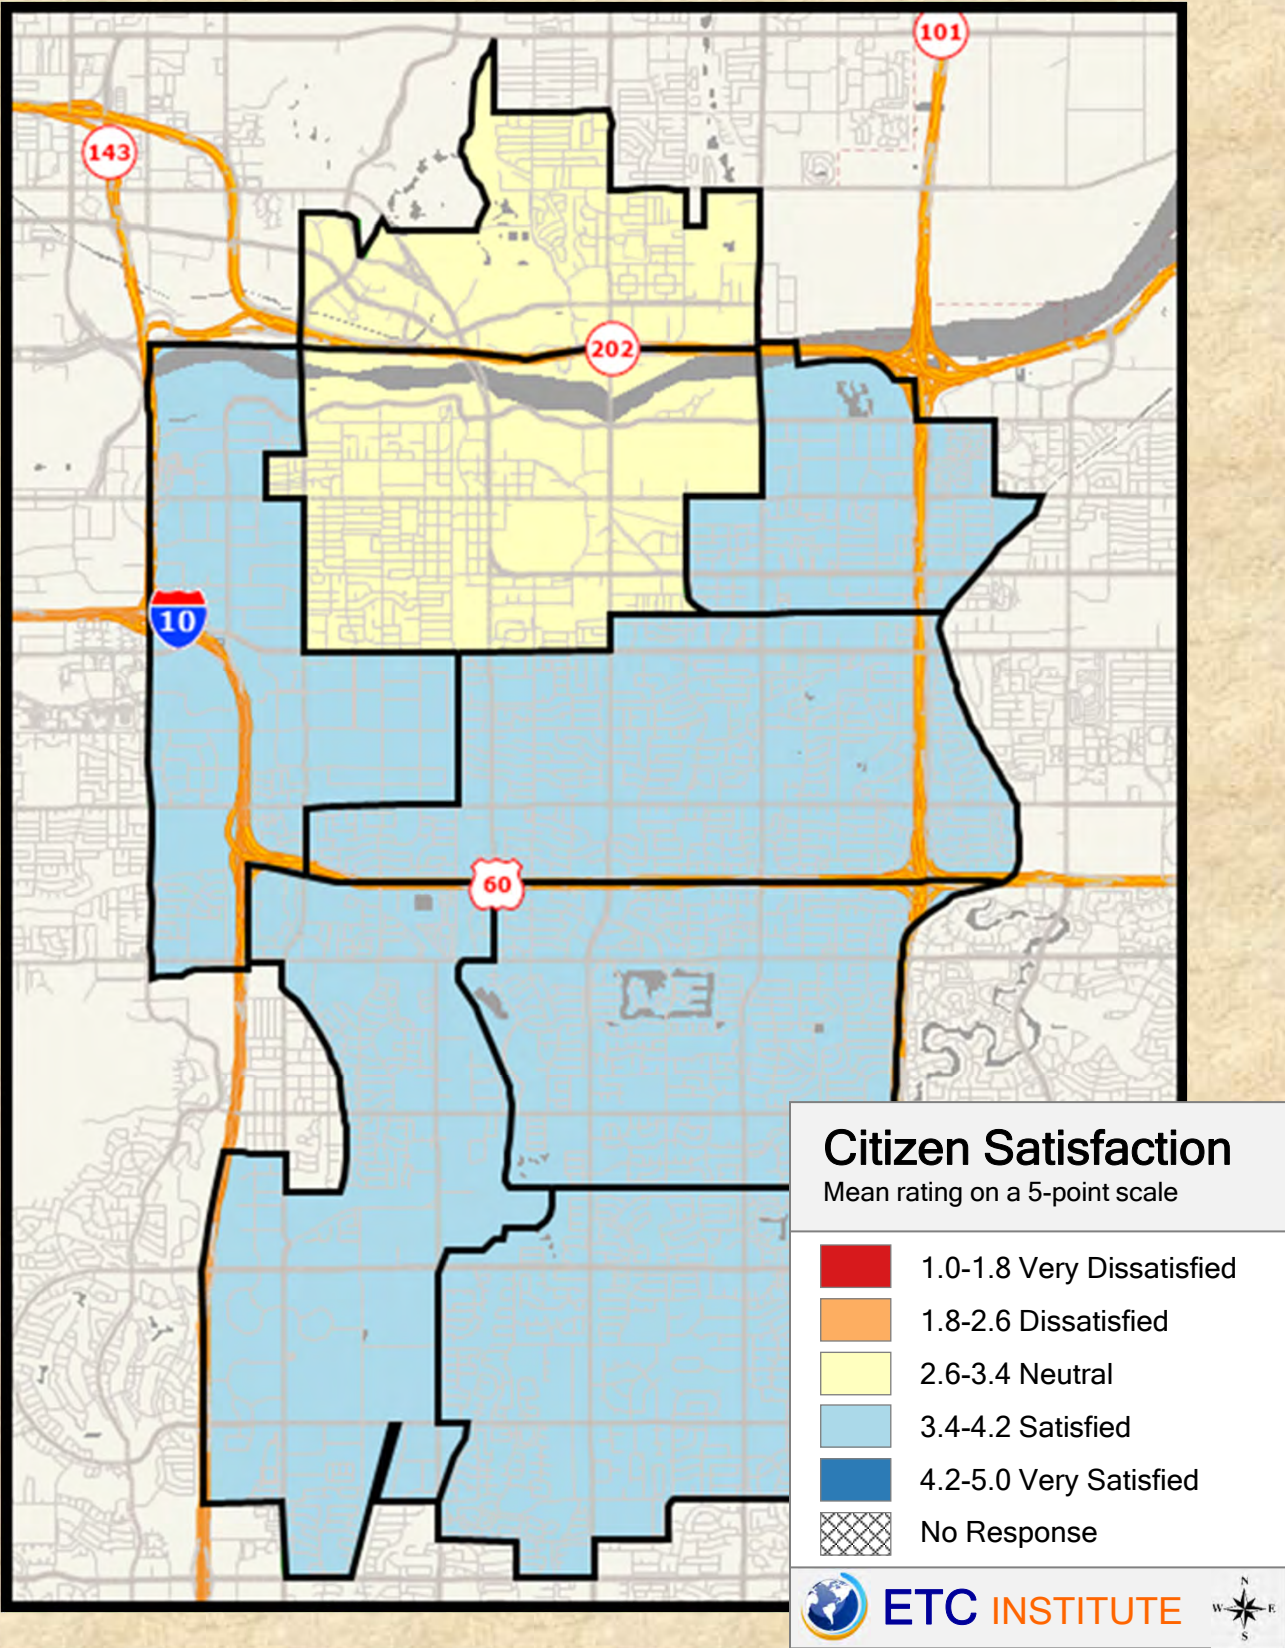 101
143
202
10
60
Citizen Satisfaction
Mean rating on a 5-point scale
1.0-1.8 Very Dissatisfied
1.8-2.6 Dissatisfied
2.6-3.4 Neutral
3.4-4.2 Satisfied
4.2-5.0 Very Satisfied
No Response
ETC INSTITUTE
N
W E
S